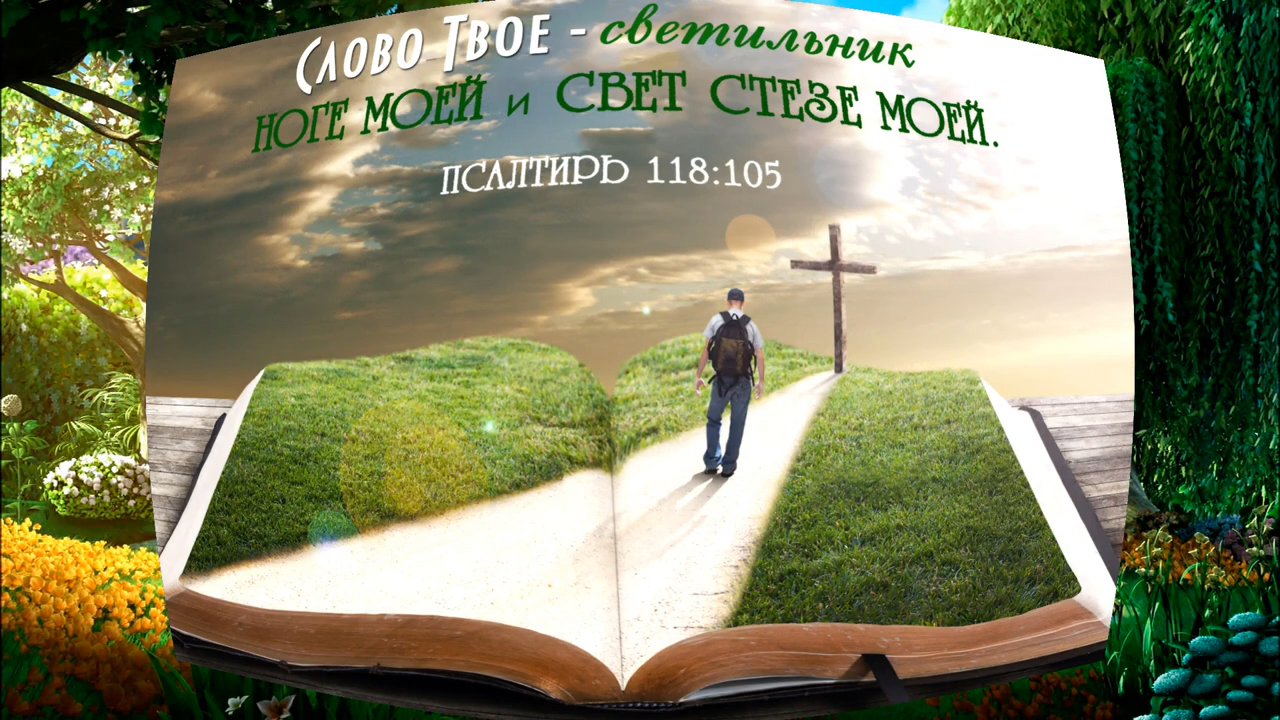 Слово Твое - светильник
ноге моей и свет стезе моей.
Псалтирь 118:105